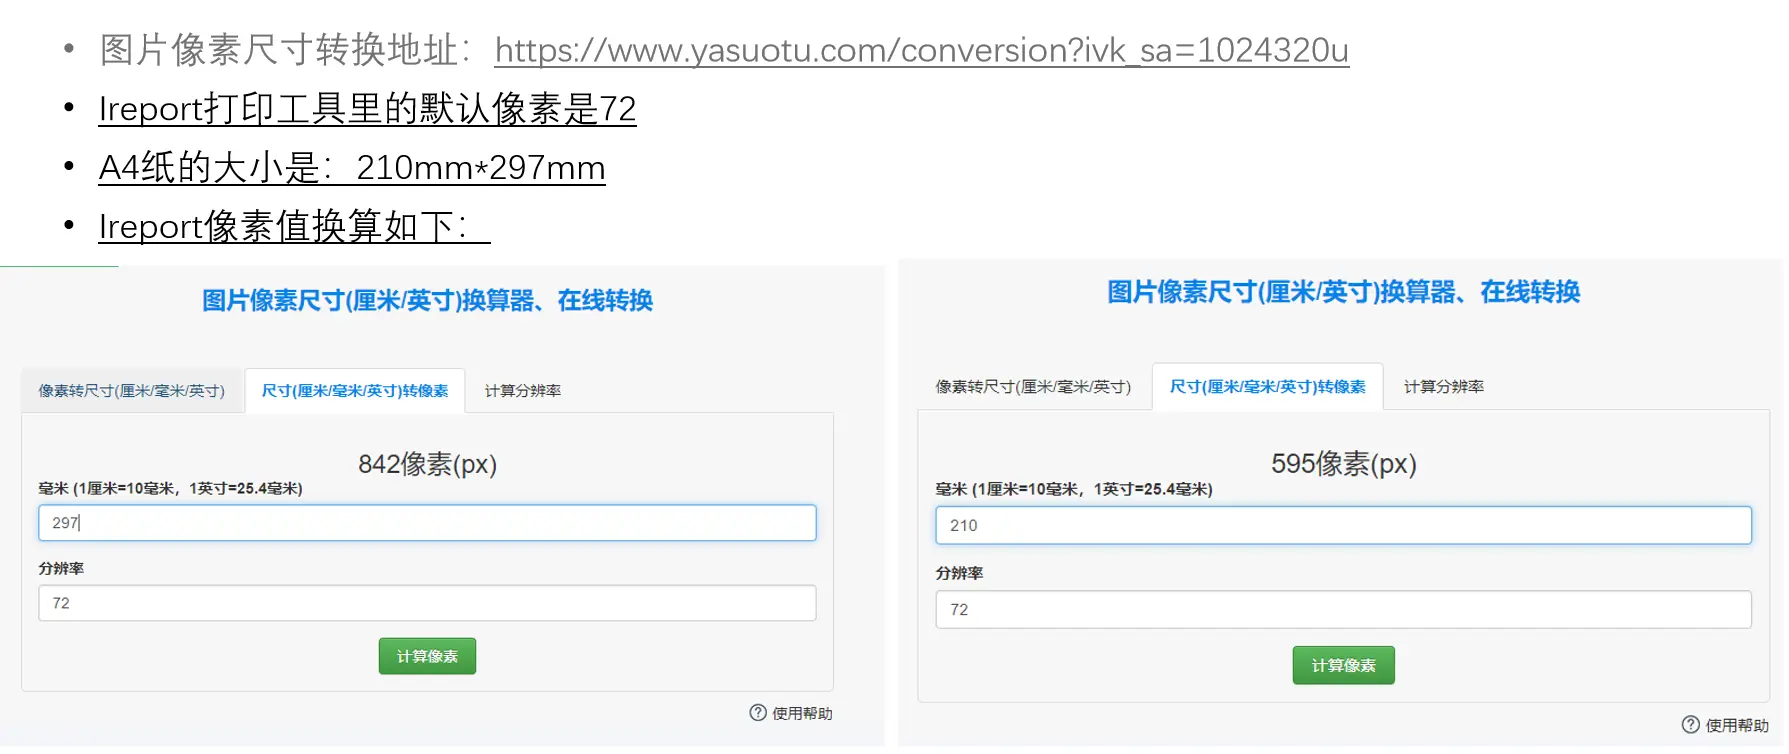 • 图片像素尺寸转换地址：https://www.yasuotu.com/conversion?ivk_sa=1024320u
• Ireport打印工具里的默认像素是72
• A4纸的大小是：210mm*297mm
• Ireport像素值换算如下：
图片像素尺寸(厘米/英寸)换算器、在线转换
像素转尺寸(厘米/毫米/英寸) 尺寸(厘米/毫米/英寸)转像素 计算分辨率
842像素(px)
毫米 (1厘米=10毫米，1英寸=25.4毫米)
297
分辨率
72
计算像素
使用帮助
图片像素尺寸(厘米/英寸)换算器、在线转换
像素转尺寸(厘米/毫米/英寸) 尺寸(厘米/毫米/英寸)转像素 计算分辨率
595像素(px)
毫米 (1厘米=10毫米，1英寸=25.4毫米)
210
分辨率
72
计算像素
使用帮助